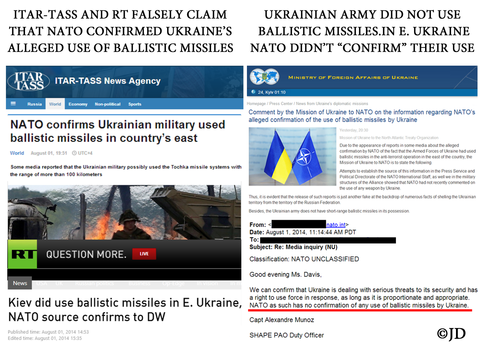 ITAR-TASS AND RT FALSELY CLAIM
THAT NATO CONFIRMED UKRAINE'S
ALLEGED USE OF BALLISTIC MISSILES
ITAR
TASS
ITAR-TASS News Agency
Russia World Economy Non-political Sport
NATO confirms Ukrainian military used
ballistic missiles in country's east
World August 01, 18:51 UTC+4
Some media reported that the Ukrainian military possibly used the Tochka missile systems with
the range of more than 100 kilometers
RT QUESTION MORE. LIVE
News
Kiev did use ballistic missiles in E. Ukraine,
NATO source confirms to DW
Published time: August 01, 2014 14:23
UKRAINIAN ARMY DID NOT USE
BALLISTIC MISSILES.IN E. UKRAINE
NATO DIDN'T “CONFIRM” THEIR USE
MINISTRY OF FOREIGN AFFAIRS OF UKRAINE
Comment by the Mission of Ukraine to NATO on the information regarding NATO's
alleged confirmation of the use of ballistic missiles by Ukraine
Mission of Ukraine to the North Atlantic Treaty Organisation
Due to the appearance of reports in some media about the alleged
confirmation by NATO of the fact that the Armed Forces of Ukraine used
ballistic missiles in the anti-terrorist operation in the east of the country, the
Mission of Ukraine to NATO is to state the following:
Attempts to establish the source of this information in the Press Service and
Political Directorate of the NATO International Staff, as well as in the military
structures of the Alliance showed that NATO had not recently commented on
the use of any weapon by Ukraine.
Thus, it is evident that the release of such reports is just another fake at the backdrop of numerous facts of shelling the Ukrainian
territory from the territory of the Russian Federation.
Besides, the Ukrainian army does not have short-range ballistic missiles in its possession.
From: < nato.int>
Date: August 1, 2014, 11:14:44 AM PDT
To:
Subject: Re: Media inquiry (NU)
Classification: NATO UNCLASSIFIED
Good evening Ms. Davis,
We can confirm that Ukraine is dealing with serious threats to its security and has
a right to use force in response, as long as it is proportionate and appropriate.
NATO as such has no confirmation of any use of ballistic missiles by Ukraine.
Capt Alexandre Munoz
SHAPE PAO Duty Officer
©JD